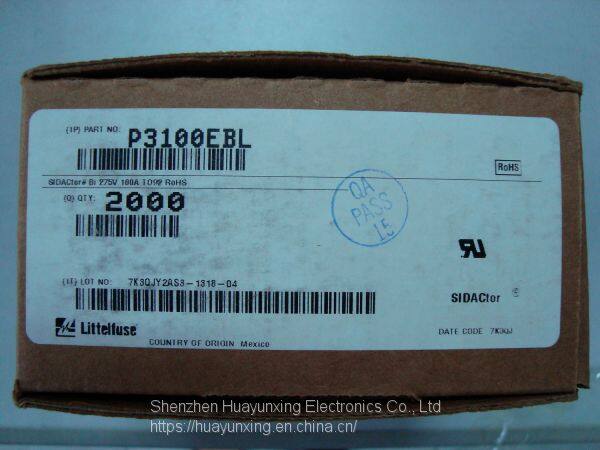 (1P) PART NO: P3100EBL
RoHS
SIDACtor® Bi 275V 100A TO92 RoHS
(Q) QTY: 2000
QA
PASS
15
(1T) LOT NO: 7K3QJY2AS3-1318-04
SIDACtor ®
Littelfuse®
DATE CODE 7K3QJ
COUNTRY OF ORIGIN Mexico
Shenzhen Huayunxing Electronics Co., Ltd
https://huayunxing.en.china.cn/